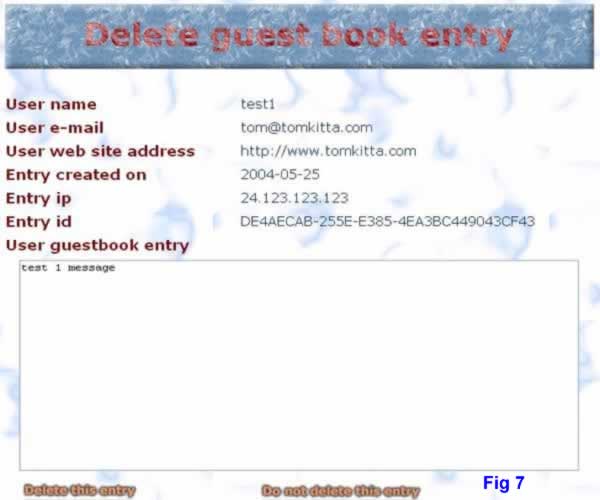 Delete guest book entry
User name test1
User e-mail tom@tomkitta.com
User web site address http://www.tomkitta.com
Entry created on 2004-05-25
Entry ip 24.123.123.123
Entry id DE4AECAB-255E-E385-4EA3BC449043CF43
User guestbook entry
test 1 message
Delete this entry Do not delete this entry Fig 7